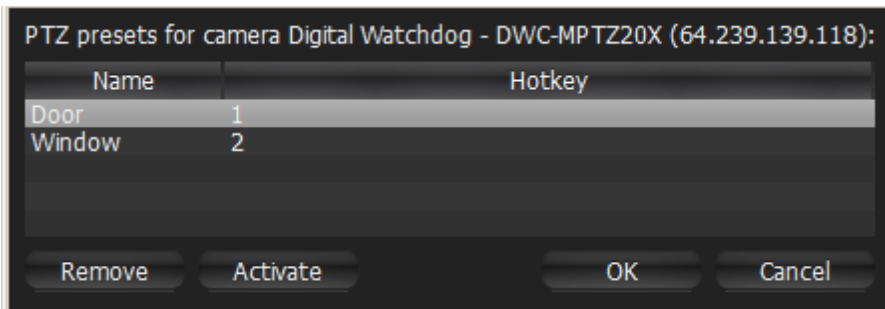 PTZ presets for camera Digital Watchdog - DWC-MPTZ20X (64.239.139.118):
Name Hotkey
Door 1
Window 2
Remove Activate OK Cancel